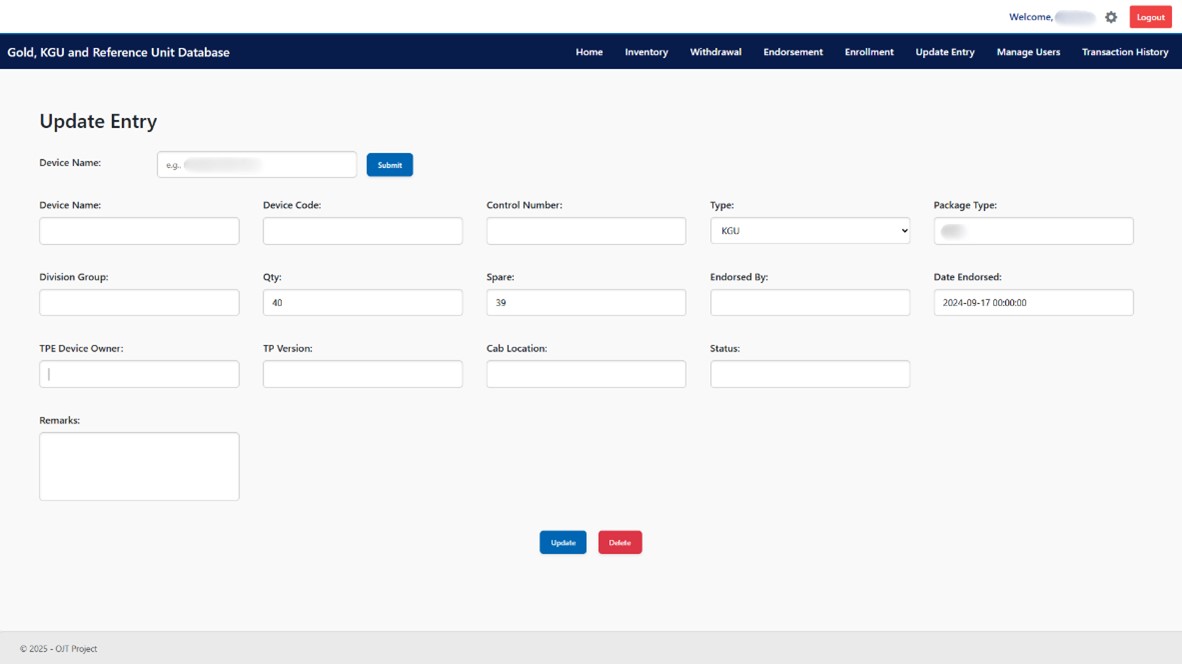 Welcome,
Logout
Gold, KGU and Reference Unit Database
Home Inventory Withdrawal Endorsement Enrollment Update Entry Manage Users Transaction History
Update Entry
Device Name: e.g., Submit
Device Name: Device Code: Control Number: Type: Package Type:
KGU
Division Group: Qty: Spare: Endorsed By: Date Endorsed:
40 39 2024-09-17 00:00:00
TPE Device Owner: TP Version: Cab Location: Status:
Remarks:
Update Delete
© 2025 - OJT Project